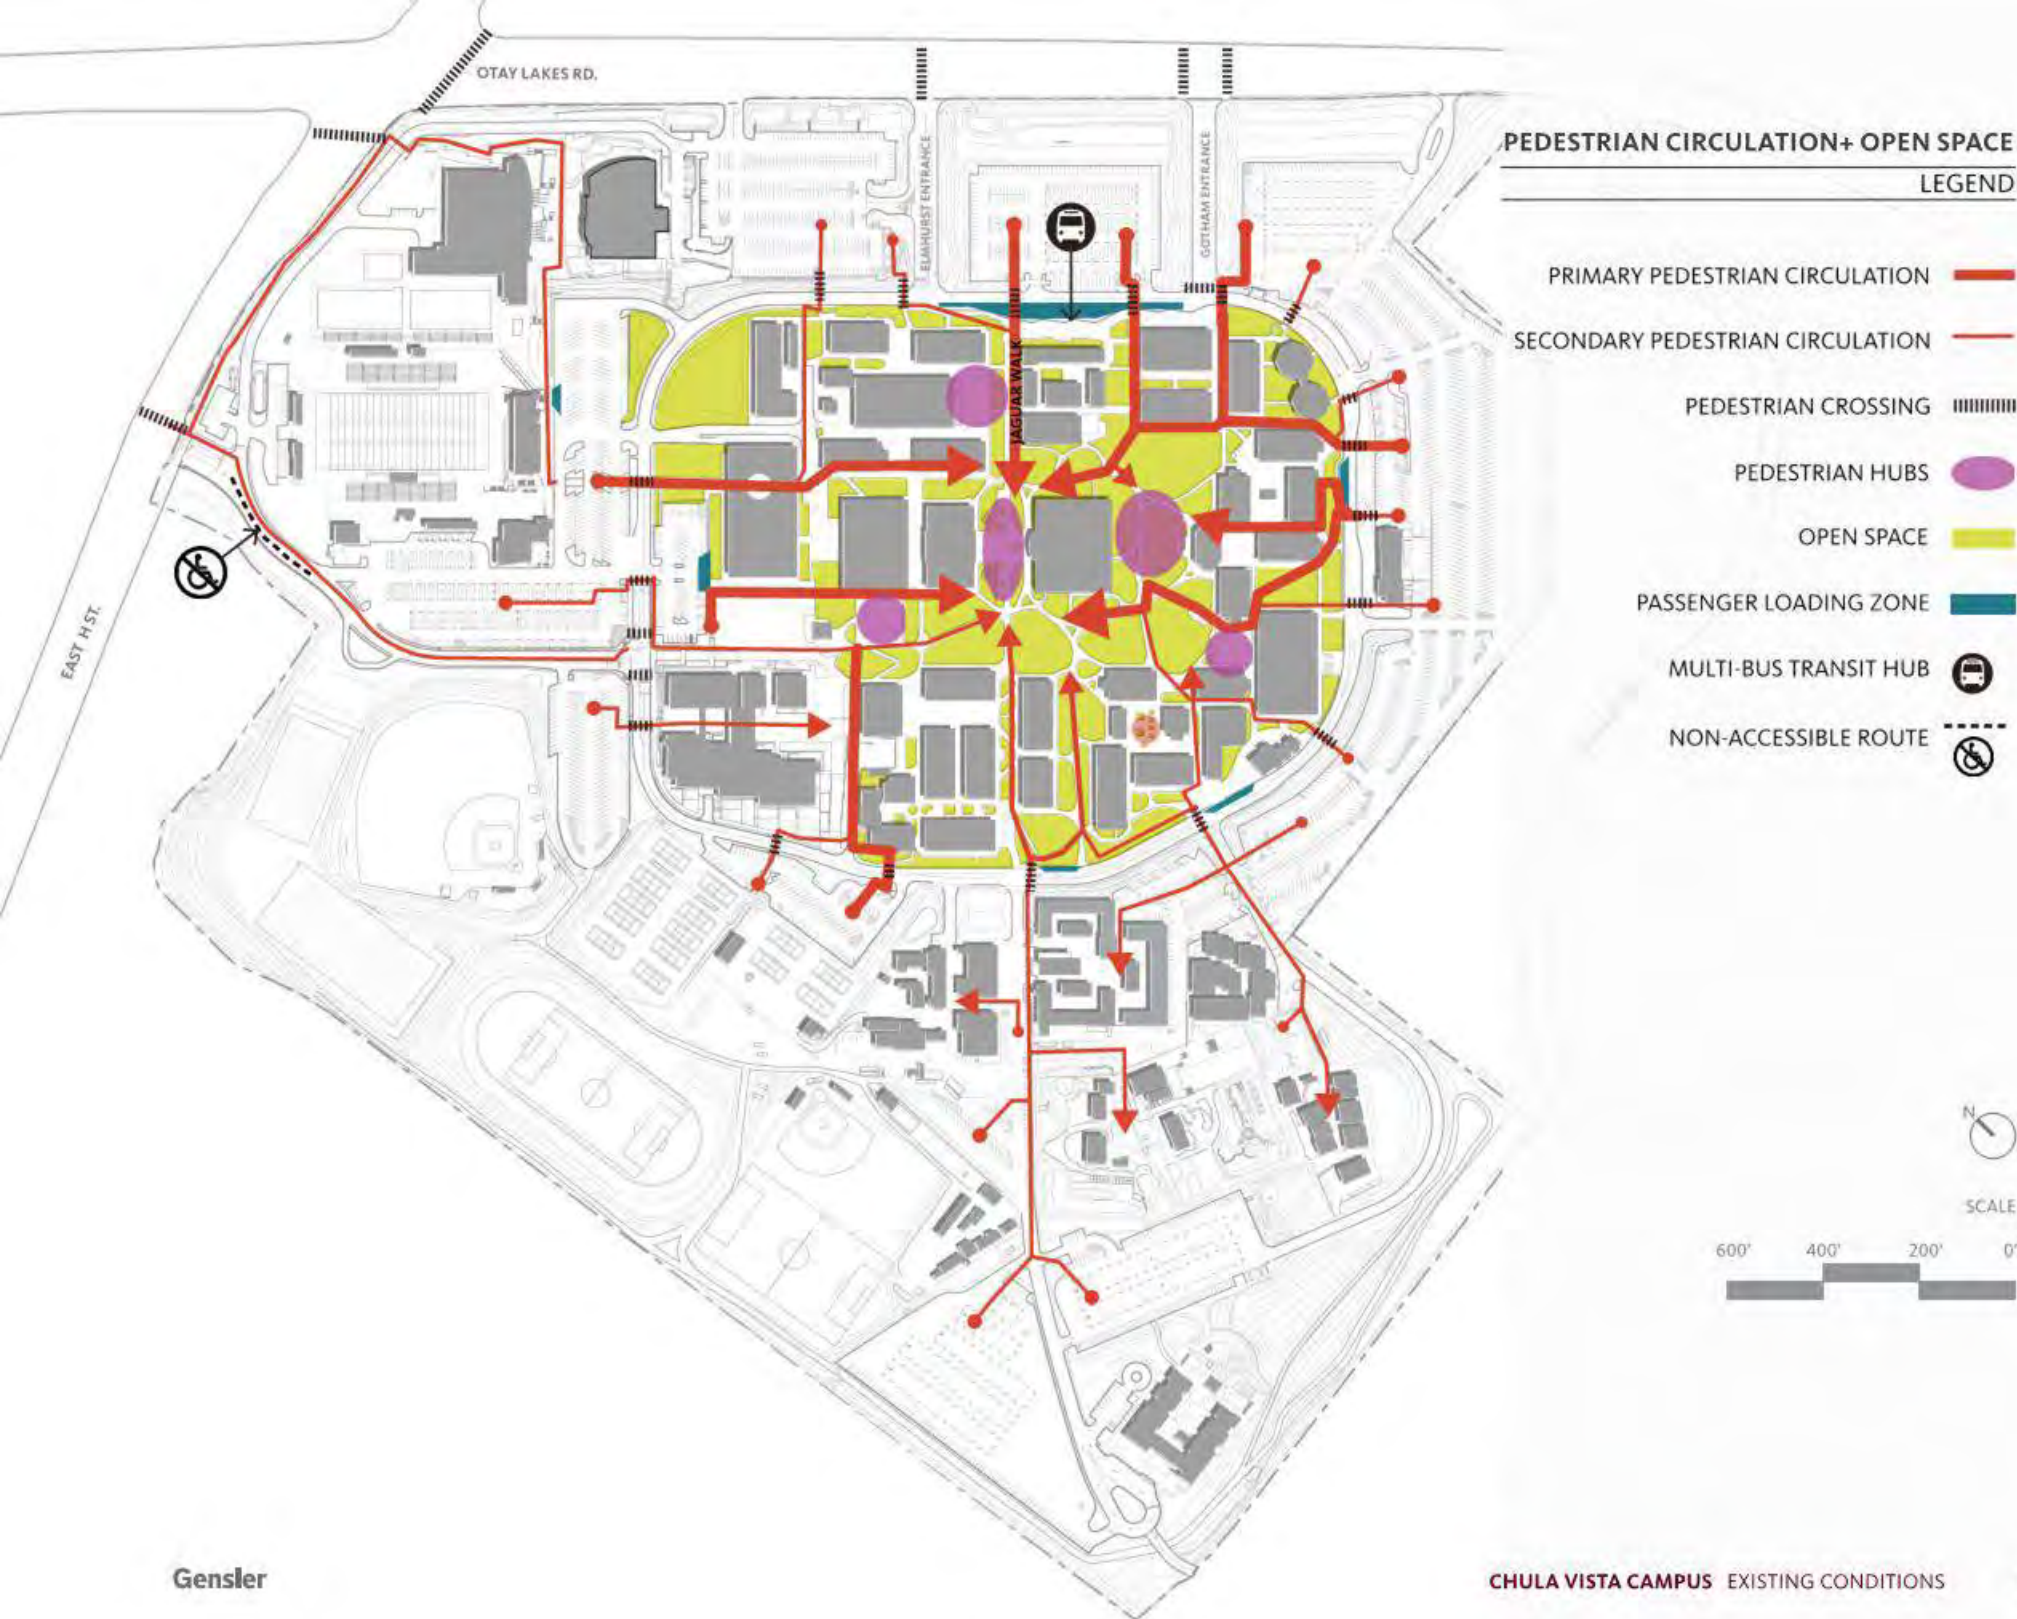 OTAY LAKES RD.
ELMHURST ENTRANCE
GOTHAM ENTRANCE
JAGUAR WALK
EAST H ST.
PEDESTRIAN CIRCULATION+ OPEN SPACE
LEGEND
PRIMARY PEDESTRIAN CIRCULATION
SECONDARY PEDESTRIAN CIRCULATION
PEDESTRIAN CROSSING
PEDESTRIAN HUBS
OPEN SPACE
PASSENGER LOADING ZONE
MULTI-BUS TRANSIT HUB
NON-ACCESSIBLE ROUTE
N
SCALE
600' 400' 200' 0'
Gensler
CHULA VISTA CAMPUS EXISTING CONDITIONS